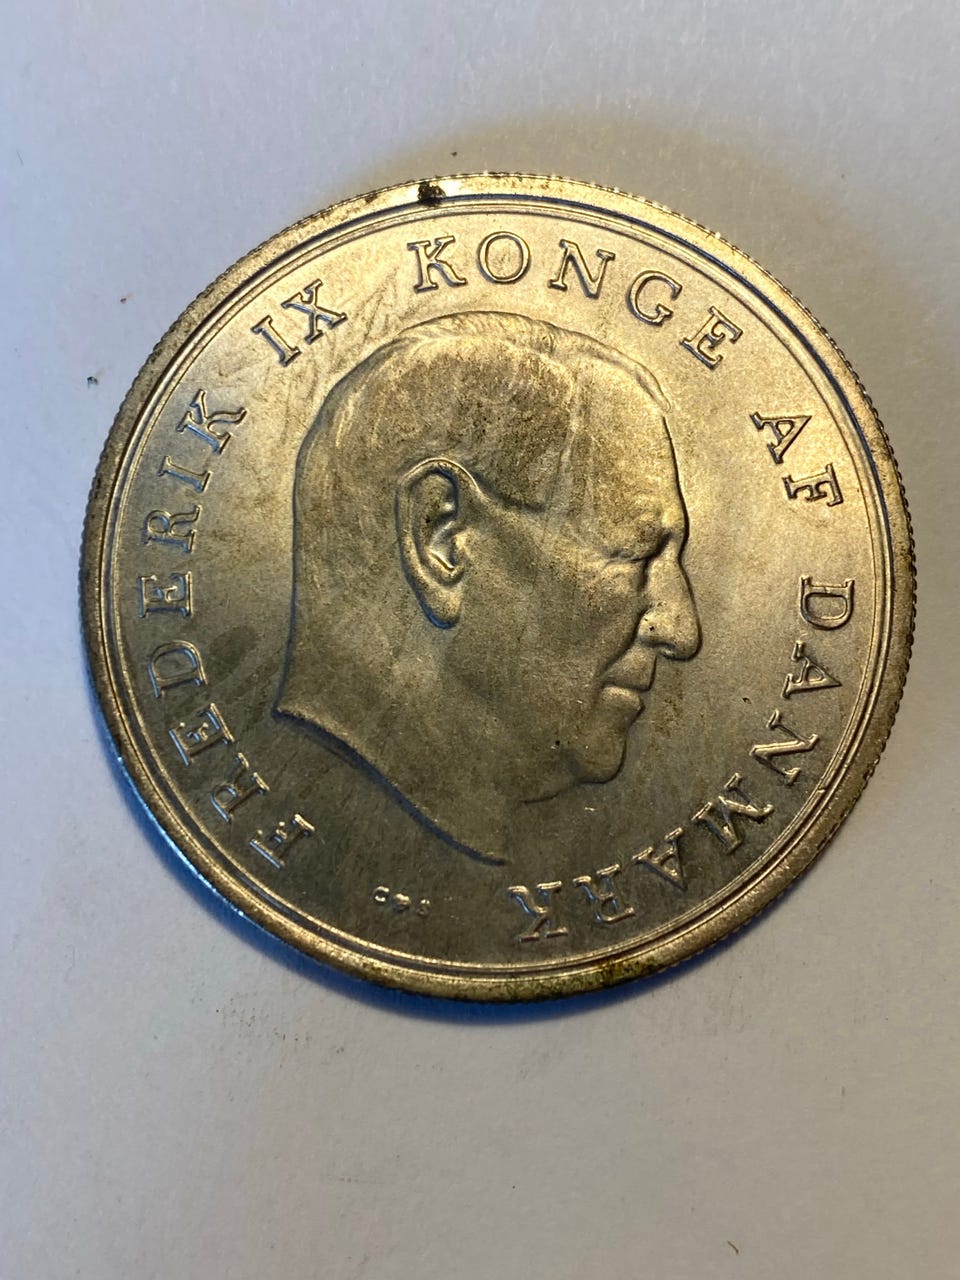 FREDERIK IX KONGE AF DANMARK